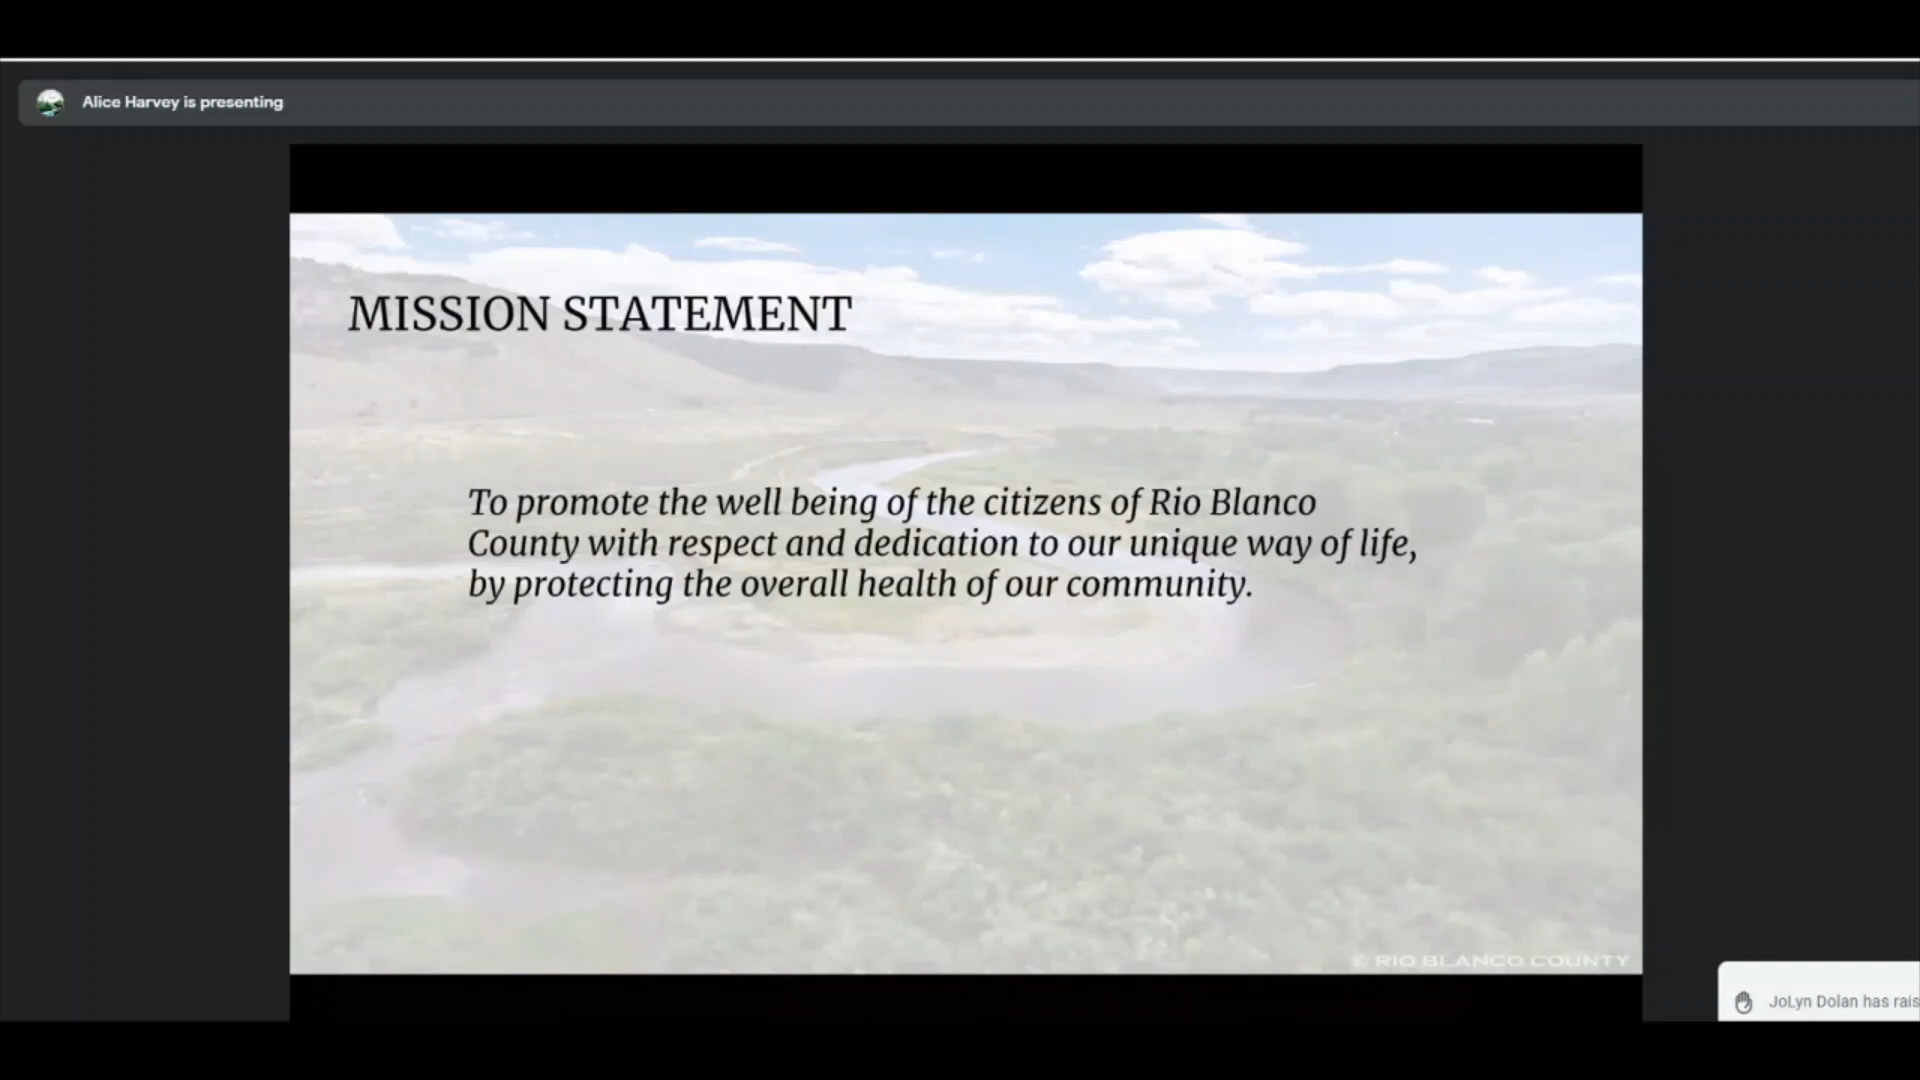 Alice Harvey is presenting
MISSION STATEMENT
To promote the well being of the citizens of Rio Blanco
County with respect and dedication to our unique way of life,
by protecting the overall health of our community.
© RIO BLANCO COUNTY
JoLyn Dolan has rais